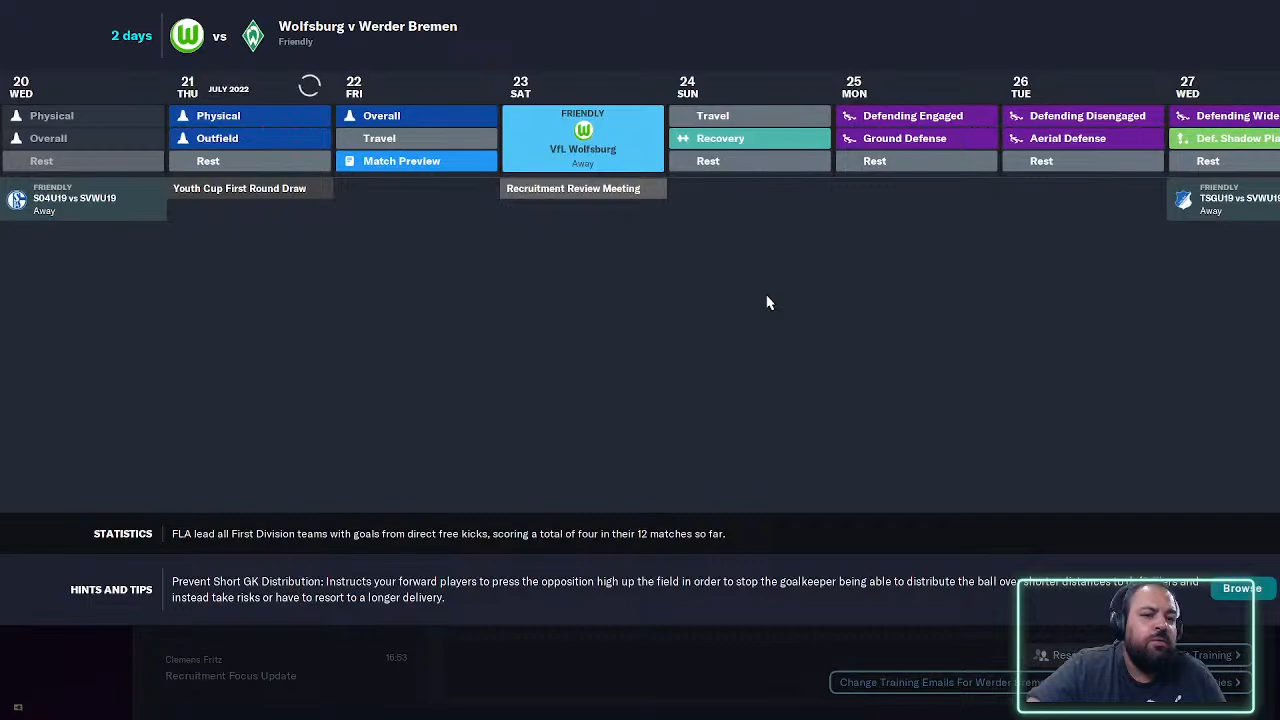 2 days
Wolfsburg v Werder Bremen
vs
Friendly
20
WED
21
THU
JULY 2022
22
FRI
23
SAT
24
SUN
25
MON
26
TUE
27
WED
Physical
Physical
Overall
FRIENDLY
Travel
Defending Engaged
Defending Disengaged
Defending Wide
Overall
Outfield
Travel
VfL Wolfsburg
Recovery
Ground Defense
Aerial Defense
Def. Shadow Pla
Rest
Rest
Match Preview
Away
Rest
Rest
Rest
Rest
FRIENDLY
S04U19 vs SVWU19
Away
Youth Cup First Round Draw
Recruitment Review Meeting
FRIENDLY
TSGU19 vs SVWU19
Away
STATISTICS
FLA lead all First Division teams with goals from direct free kicks, scoring a total of four in their 12 matches so far.
HINTS AND TIPS
Prevent Short GK Distribution: Instructs your forward players to press the opposition high up the field in order to stop the goalkeeper being able to distribute the ball over shorter distances to and
instead take risks or have to resort to a longer delivery.
Browse
Clemens Fritz
16:53
Recruitment Focus Update
Training
Change Training Emails For Werder